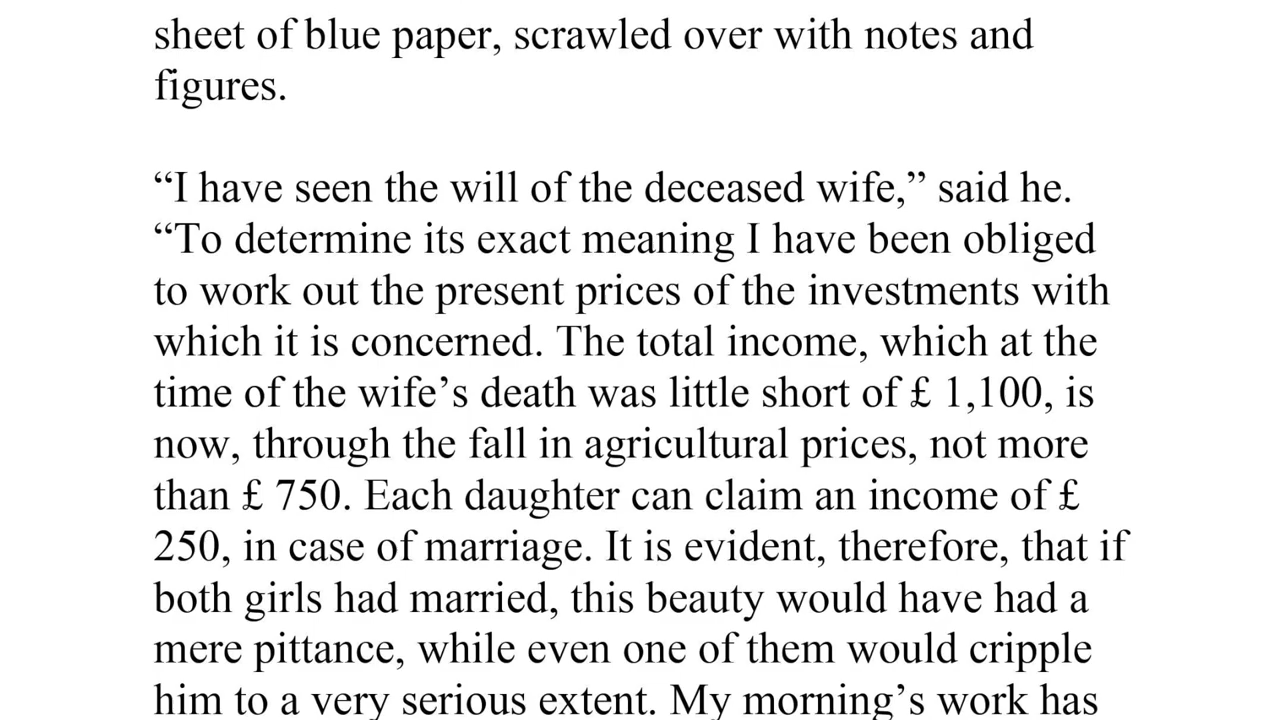 sheet of blue paper, scrawled over with notes and
figures.
“I have seen the will of the deceased wife,” said he.
“To determine its exact meaning I have been obliged
to work out the present prices of the investments with
which it is concerned. The total income, which at the
time of the wife’s death was little short of £ 1,100, is
now, through the fall in agricultural prices, not more
than £ 750. Each daughter can claim an income of £
250, in case of marriage. It is evident, therefore, that if
both girls had married, this beauty would have had a
mere pittance, while even one of them would cripple
him to a very serious extent. My morning’s work has